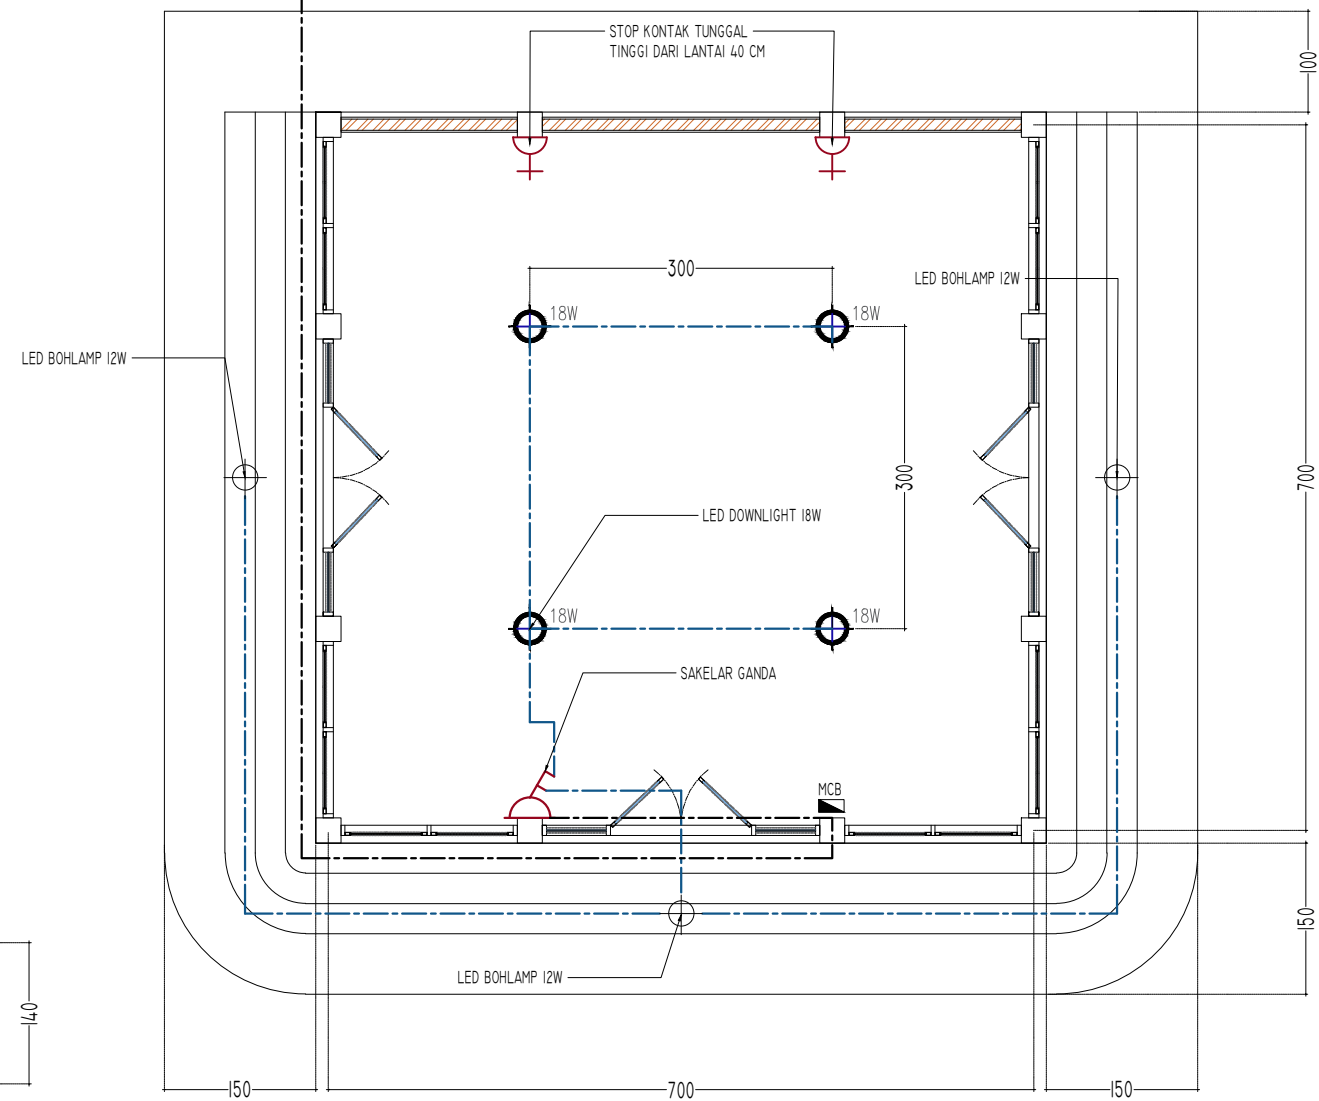 STOP KONTAK TUNGGAL
TINGGI DARI LANTAI 40 CM
100
300
LED BOHLAMP 12W
18W
18W
LED BOHLAMP 12W
300
700
LED DOWNLIGHT 18W
18W
18W
SAKELAR GANDA
MCB
150
LED BOHLAMP 12W
140
150
700
150